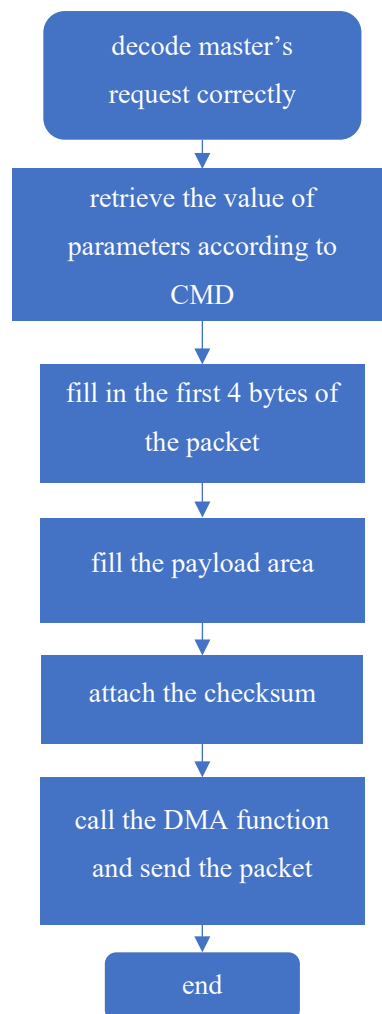 decode master’s
request correctly
retrieve the value of
parameters according to
CMD
fill in the first 4 bytes of
the packet
fill the payload area
attach the checksum
call the DMA function
and send the packet
end